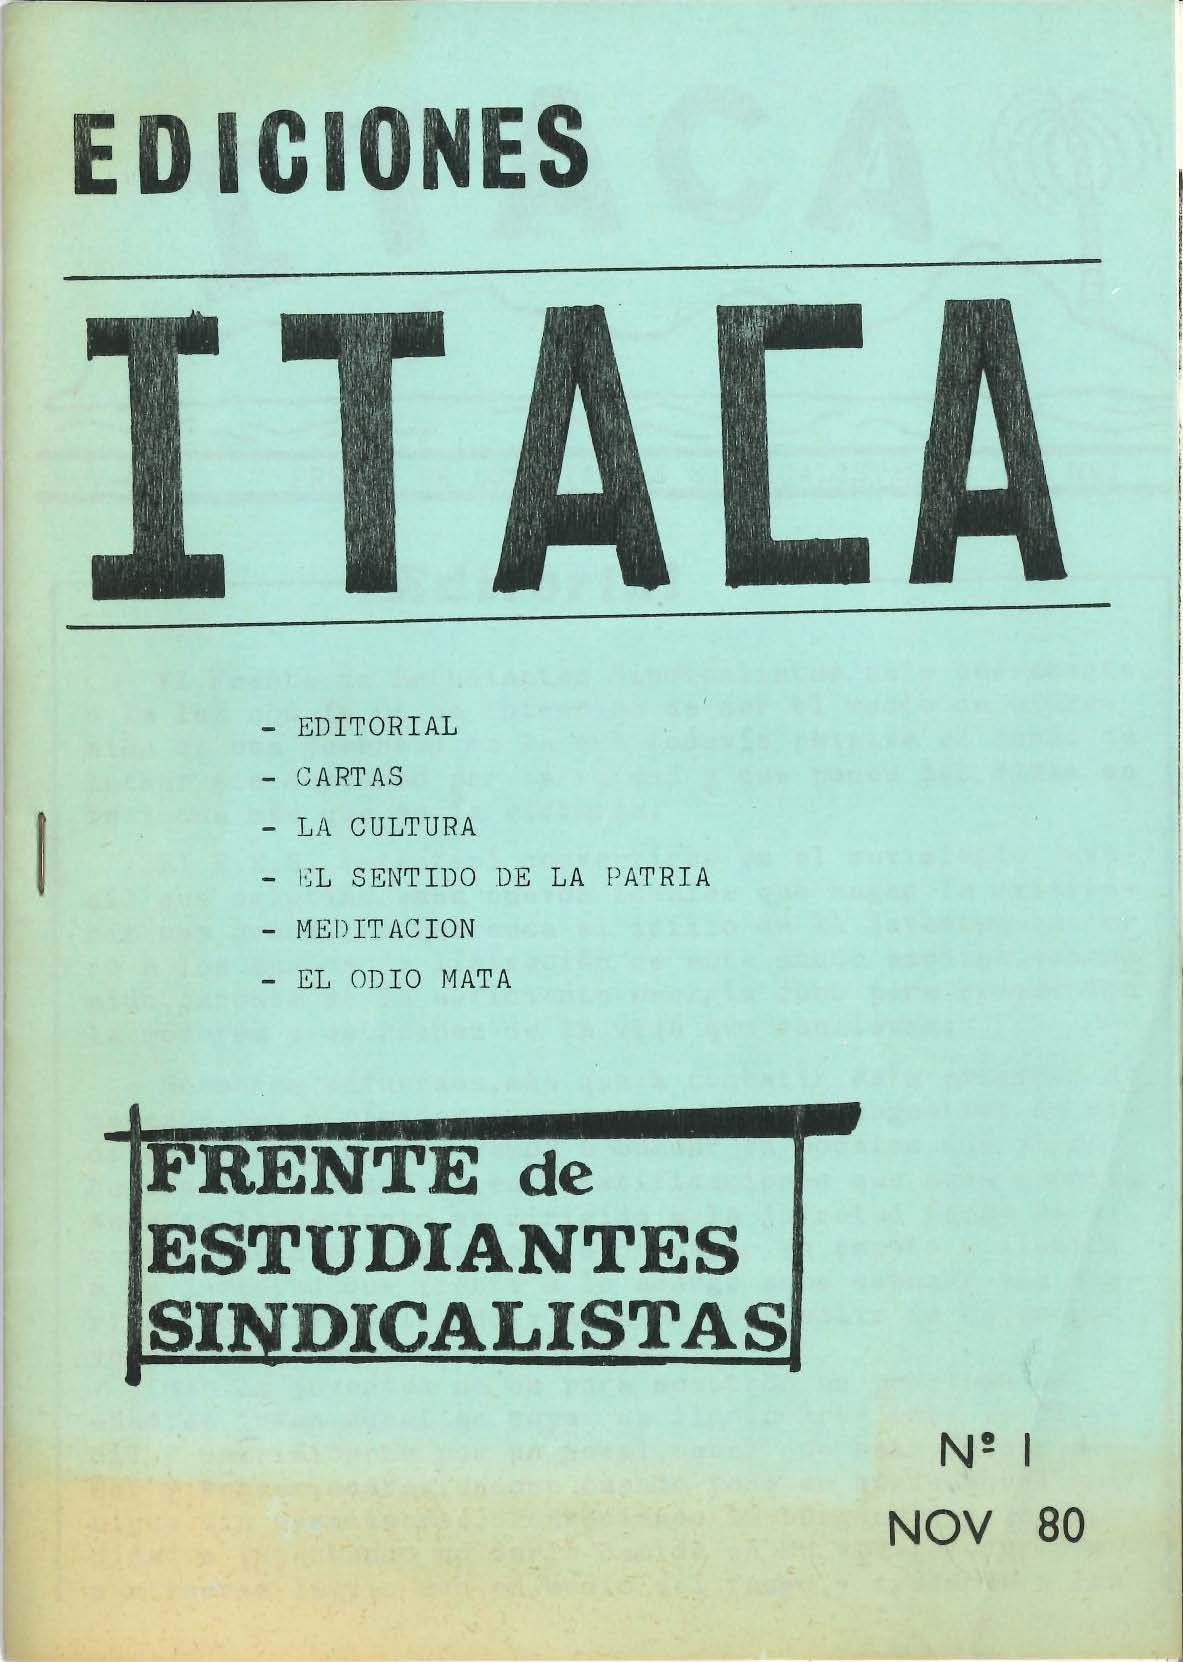 EDICIONES
ITACA
- EDITORIAL
- CARTAS
- LA CULTURA
- EL SENTIDO DE LA PATRIA
- MEDITACION
- EL ODIO MATA
FRENTE de
ESTUDIANTES
SINDICALISTAS
Nº I
NOV 80